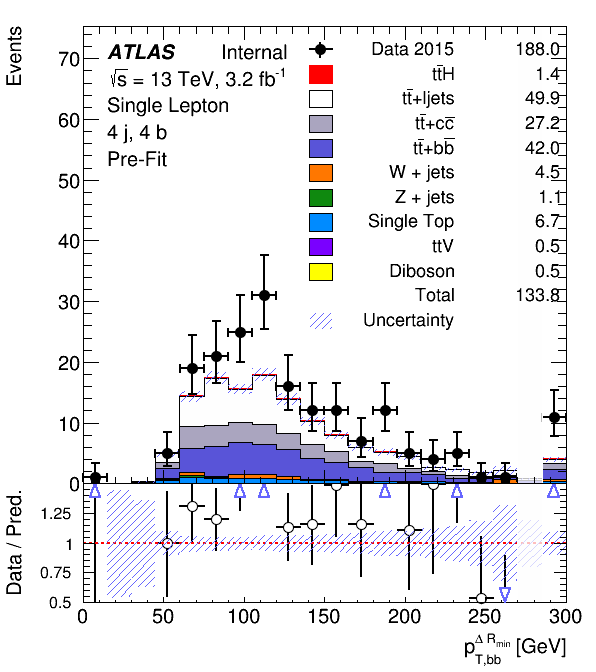 Events
70
60
50
40
30
20
10
0
ATLAS Internal
√s = 13 TeV, 3.2 fb⁻¹
Single Lepton
4 j, 4 b
Pre-Fit
Data 2015 188.0
tt̄H 1.4
tt̄+ljets 49.9
tt̄+cc̄ 27.2
tt̄+bb̄ 42.0
W + jets 4.5
Z + jets 1.1
Single Top 6.7
ttV 0.5
Diboson 0.5
Total 133.8
Uncertainty
Data / Pred.
1.25
1
0.75
0.5
0 50 100 150 200 250 300
p_{T,bb}^{Δ R_{min}} [GeV]